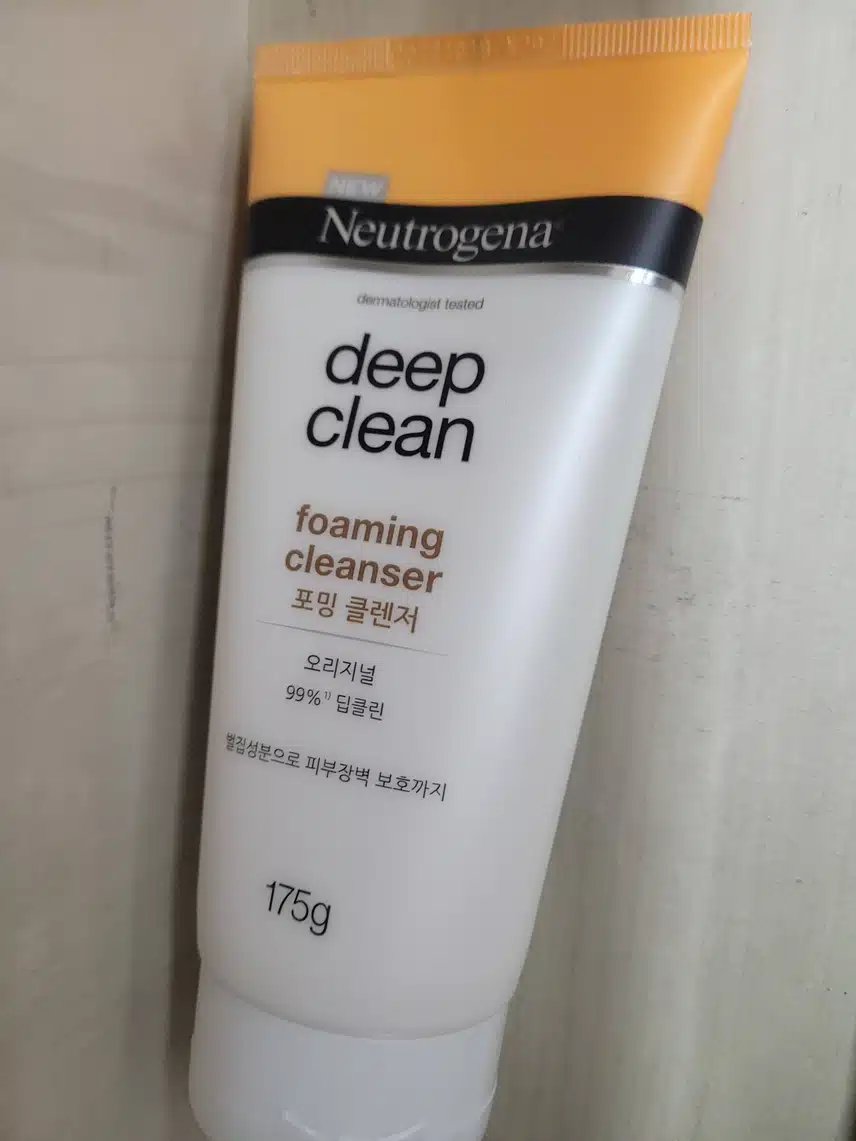 NEW
Neutrogena
dermatologist tested
deep
clean
foaming
cleanser
포밍 클렌저
오리지널
99%¹⁾ 딥클린
벌집성분으로 피부장벽 보호까지
175g